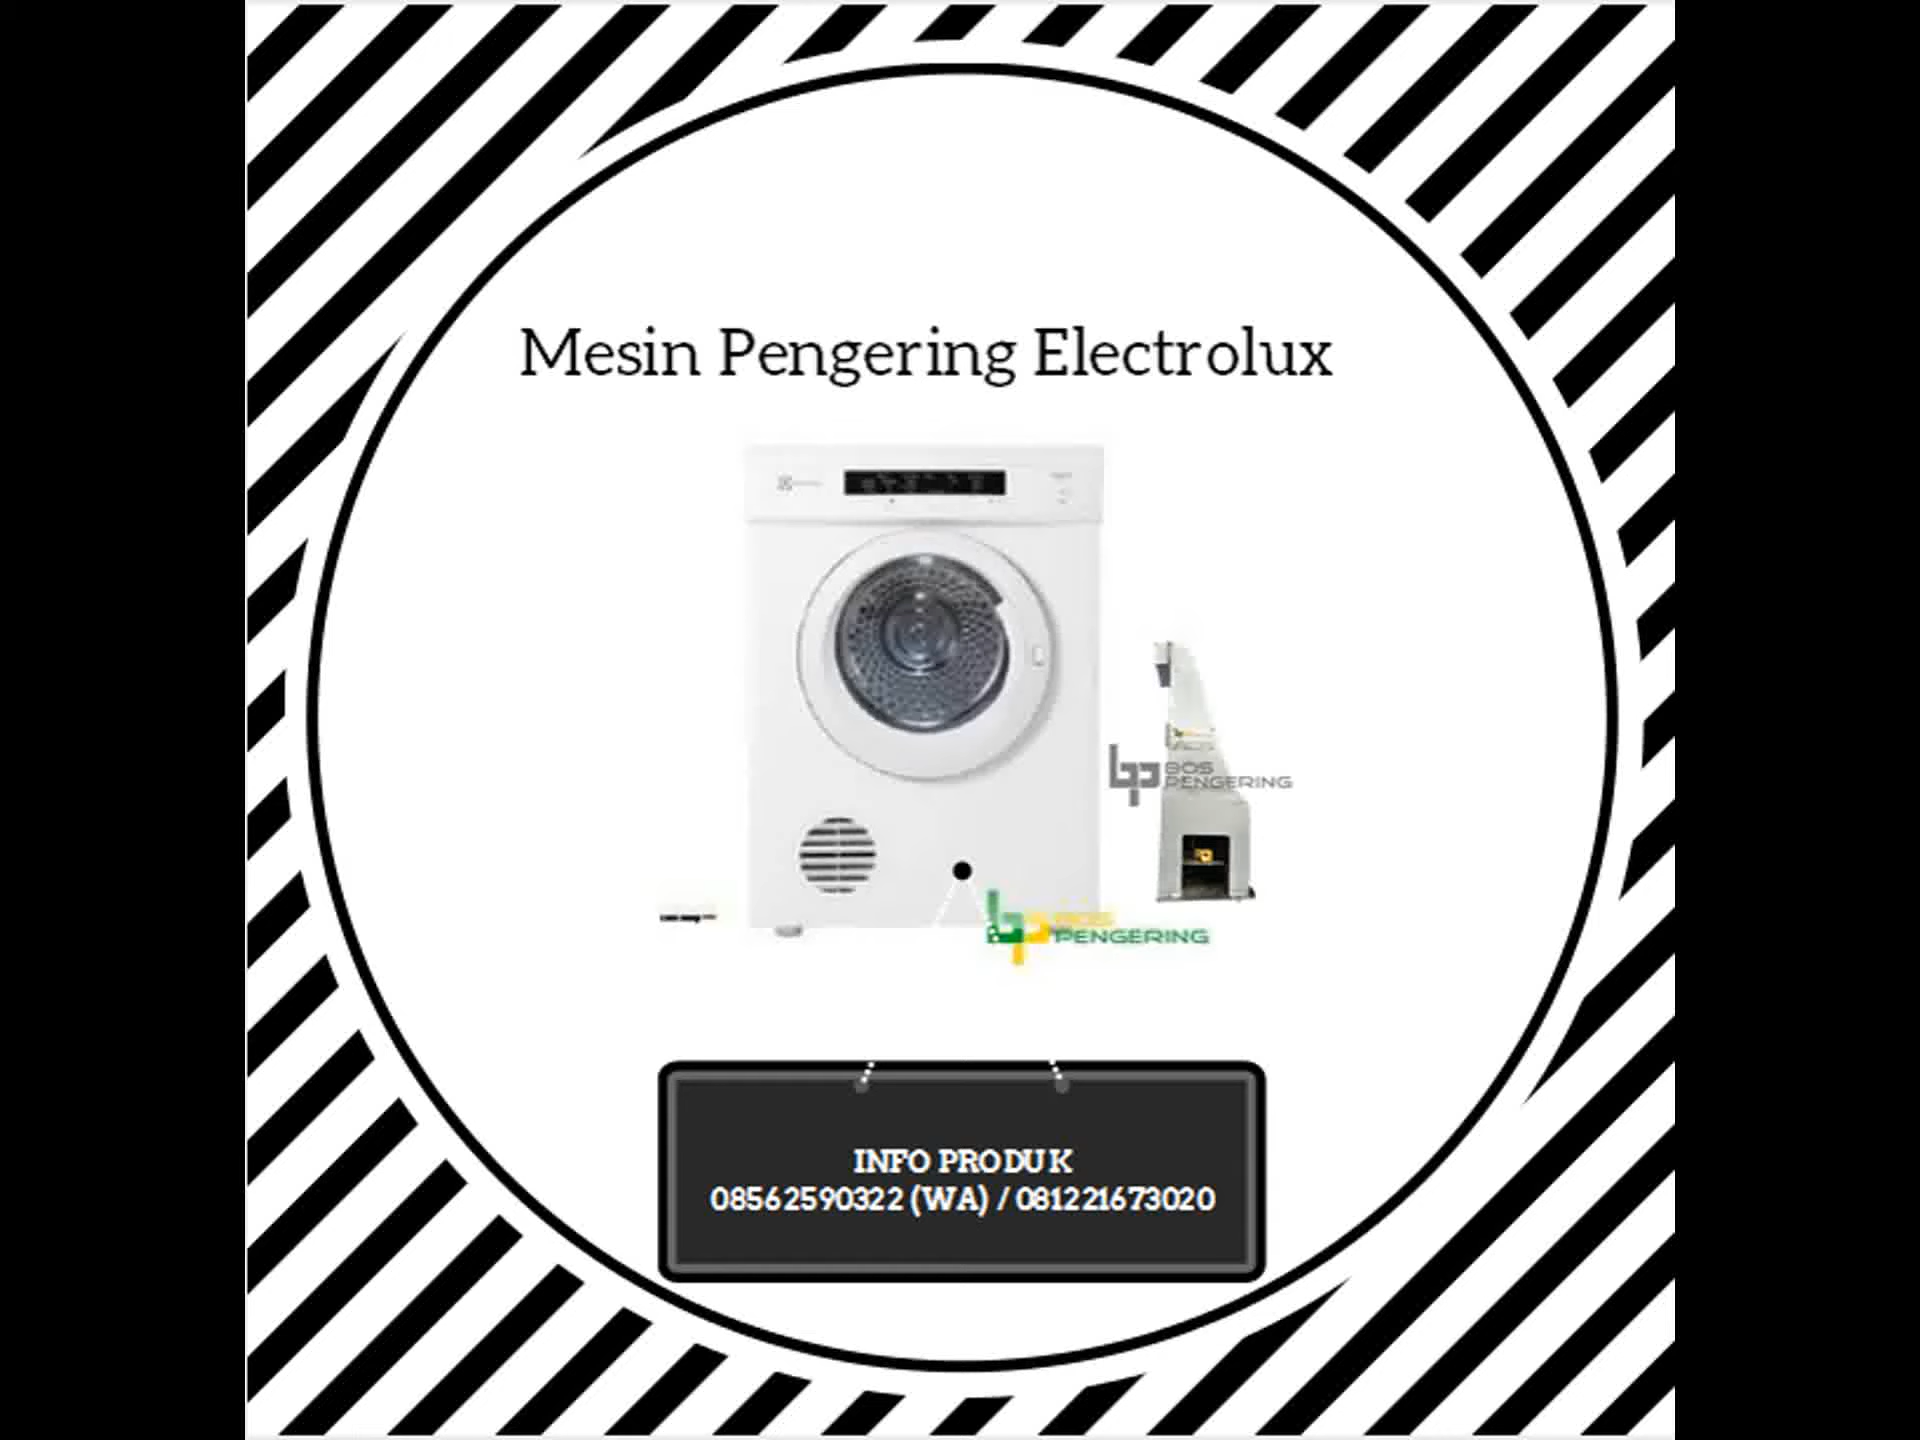 Mesin Pengering Electrolux
BOS
PENGERING
BOS
PENGERING
INFO PRODUK
08562590322 (WA) / 081221673020